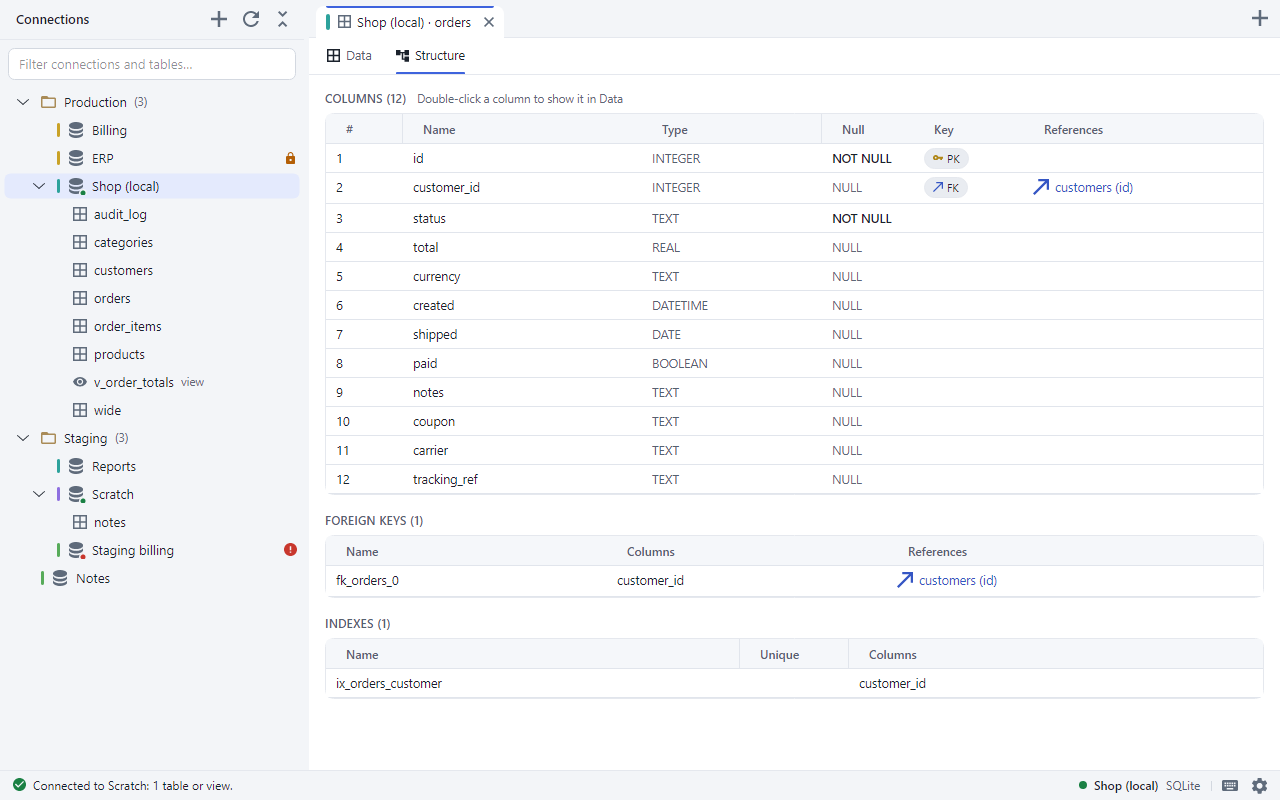 Connections
Filter connections and tables...
Production (3)
Billing
ERP
Shop (local)
audit_log
categories
customers
orders
order_items
products
v_order_totals view
wide
Staging (3)
Reports
Scratch
notes
Staging billing
Notes
Shop (local) · orders
Data Structure
COLUMNS (12) Double-click a column to show it in Data
# Name Type Null Key References
1 id INTEGER NOT NULL PK
2 customer_id INTEGER NULL FK customers (id)
3 status TEXT NOT NULL
4 total REAL NULL
5 currency TEXT NULL
6 created DATETIME NULL
7 shipped DATE NULL
8 paid BOOLEAN NULL
9 notes TEXT NULL
10 coupon TEXT NULL
11 carrier TEXT NULL
12 tracking_ref TEXT NULL
FOREIGN KEYS (1)
Name Columns References
fk_orders_0 customer_id customers (id)
INDEXES (1)
Name Unique Columns
ix_orders_customer customer_id
Connected to Scratch: 1 table or view.
Shop (local) SQLite